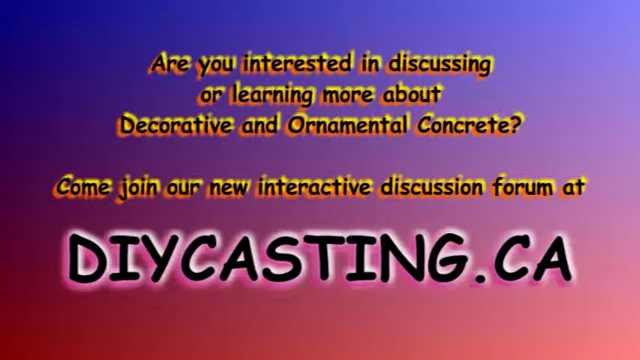 Are you interested in discussing
or learning more about
Decorative and Ornamental Concrete?
Come join our new interactive discussion forum at
DIYCASTING.CA